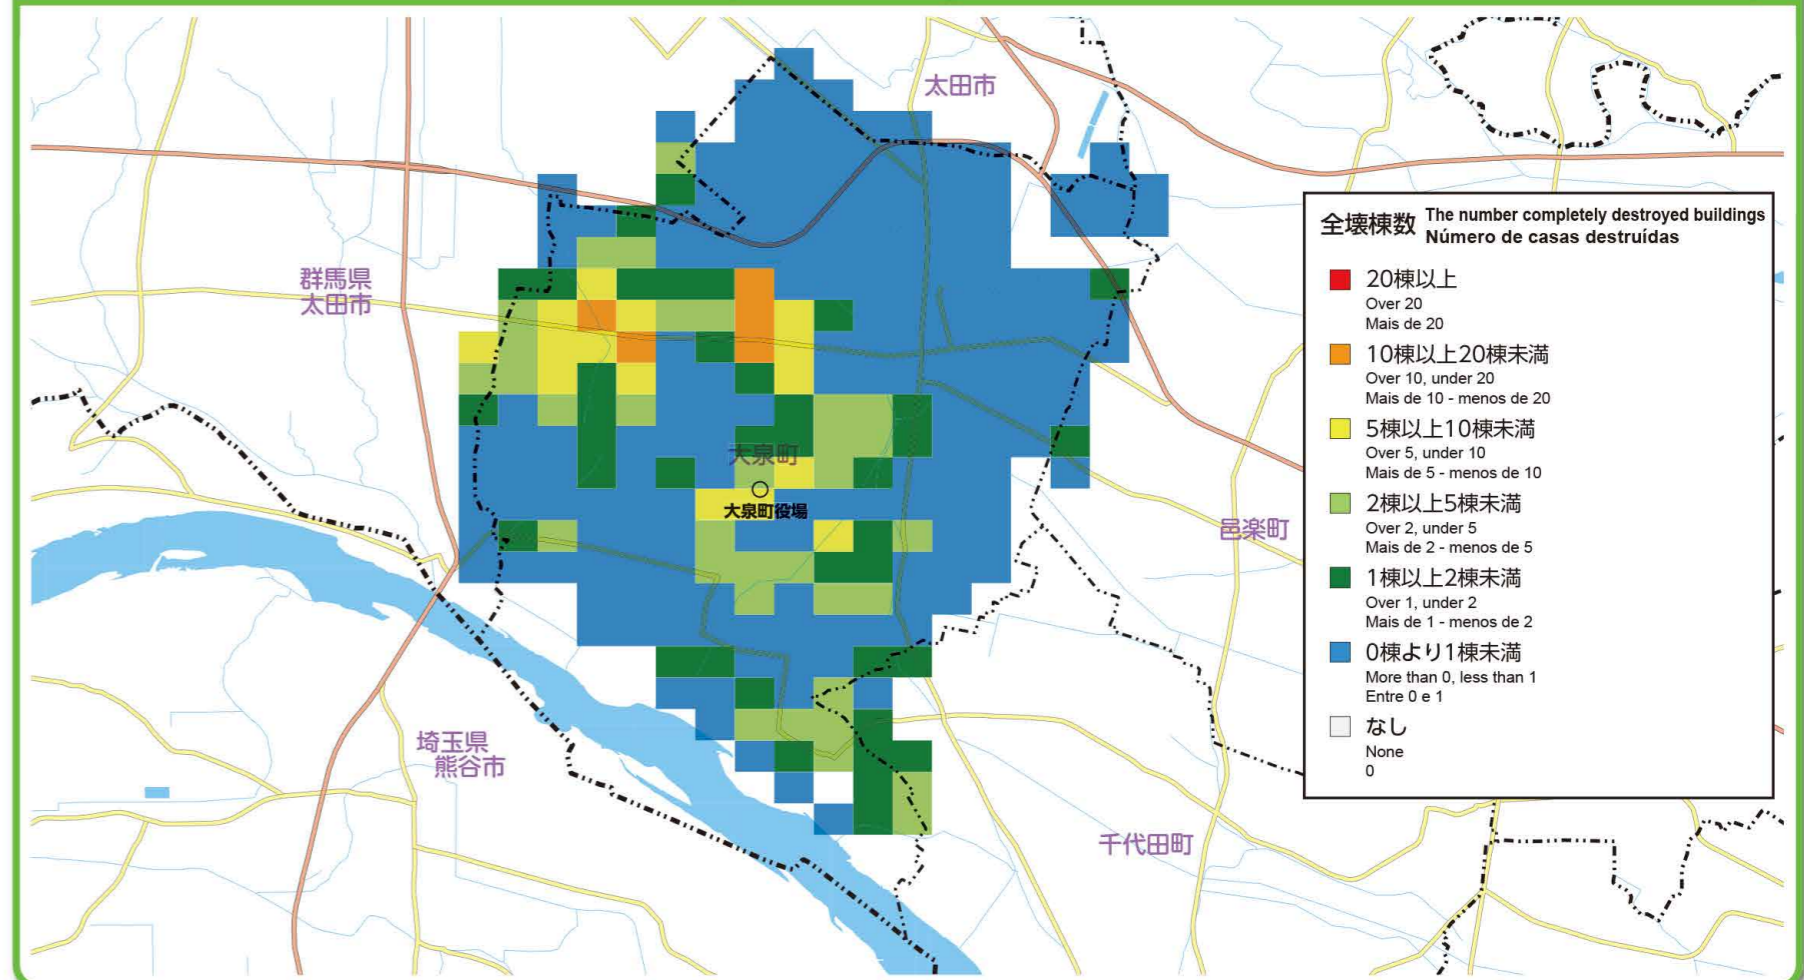 太田市
群馬県
太田市
大泉町
大泉町役場
邑楽町
埼玉県
熊谷市
千代田町
全壊棟数
The number completely destroyed buildings
Número de casas destruídas
20棟以上
Over 20
Mais de 20
10棟以上20棟未満
Over 10, under 20
Mais de 10 - menos de 20
5棟以上10棟未満
Over 5, under 10
Mais de 5 - menos de 10
2棟以上5棟未満
Over 2, under 5
Mais de 2 - menos de 5
1棟以上2棟未満
Over 1, under 2
Mais de 1 - menos de 2
0棟より1棟未満
More than 0, less than 1
Entre 0 e 1
なし
None
0